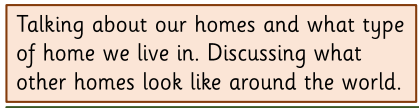 Talking about our homes and what type
of home we live in. Discussing what
other homes look like around the world.